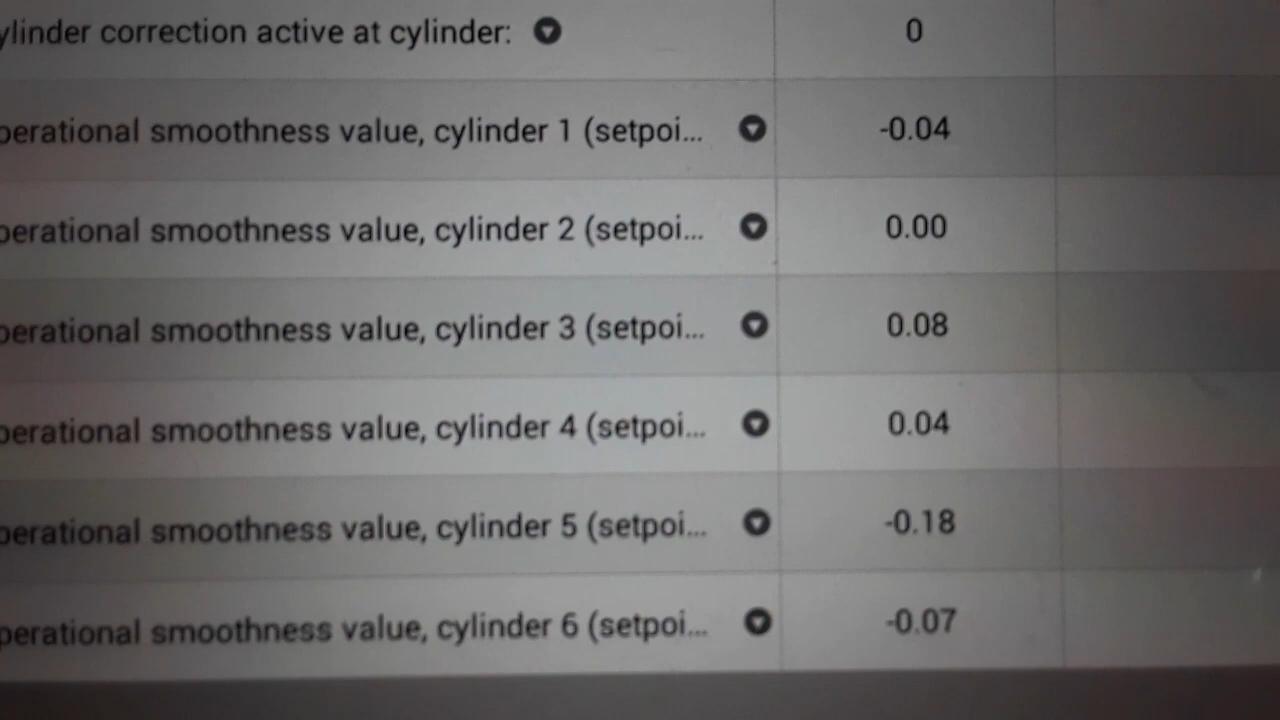 ylinder correction active at cylinder: 0
perational smoothness value, cylinder 1 (setpoi... -0.04
perational smoothness value, cylinder 2 (setpoi... 0.00
perational smoothness value, cylinder 3 (setpoi... 0.08
perational smoothness value, cylinder 4 (setpoi... 0.04
perational smoothness value, cylinder 5 (setpoi... -0.18
perational smoothness value, cylinder 6 (setpoi... -0.07